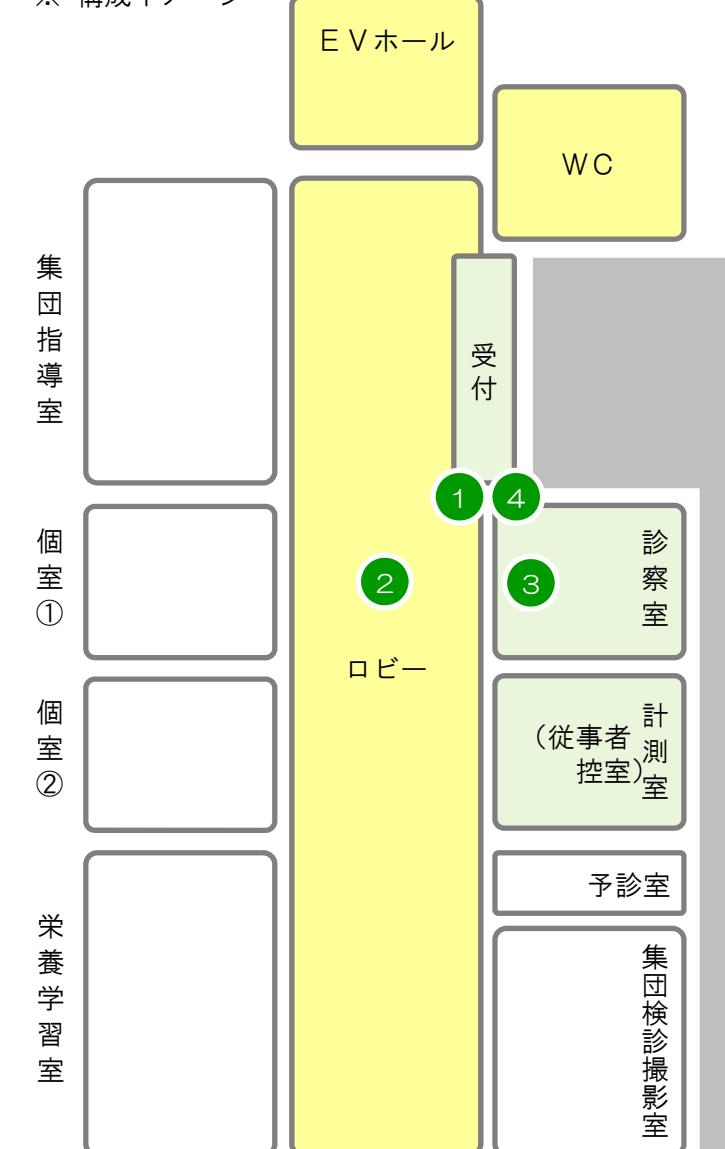 ＥＶホール
ＷＣ
集団指導室
受付
1
4
個室①
2
3
診察室
ロビー
個室②
計測室
（従事者
控室）
予診室
栄養学習室
集団検診撮影室